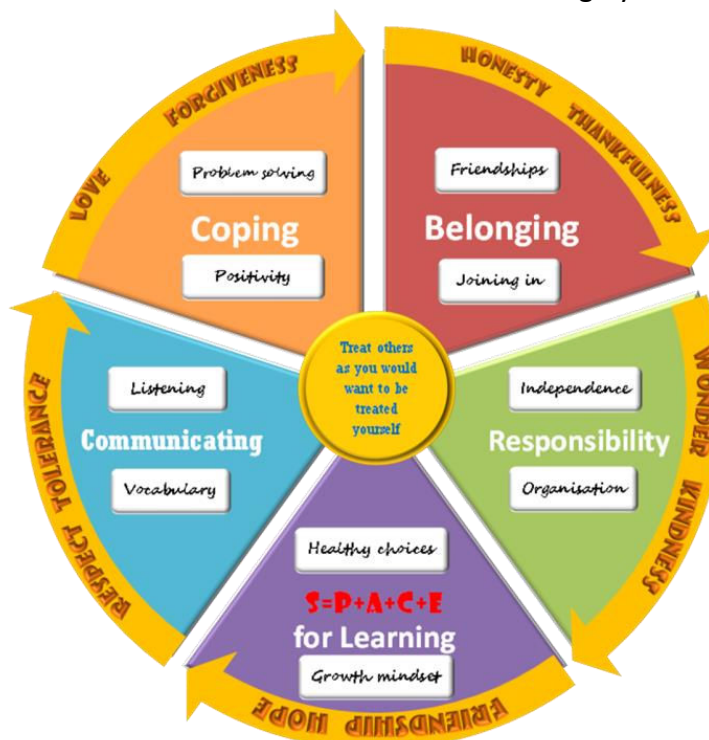 FORGIVENESS
LOVE
Problem solving
Coping
Positivity
HONESTY THANKFULNESS
Friendships
Belonging
Joining in
WONDER KINDNESS
Independence
Responsibility
Organisation
FRIENDSHIP HOPE
Healthy choices
S=P+A+C+E
for Learning
Growth mindset
RESPECT TOLERANCE
Listening
Communicating
Vocabulary
Treat others
as you would
want to be
treated
yourself